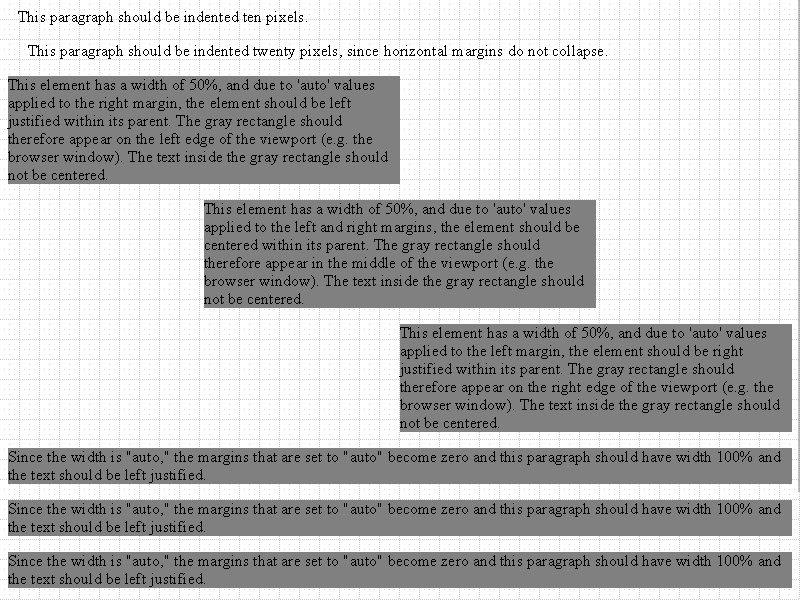 This paragraph should be indented ten pixels.
This paragraph should be indented twenty pixels, since horizontal margins do not collapse.
This element has a width of 50%, and due to 'auto' values
applied to the right margin, the element should be left
justified within its parent. The gray rectangle should
therefore appear on the left edge of the viewport (e.g. the
browser window). The text inside the gray rectangle should
not be centered.
This element has a width of 50%, and due to 'auto' values
applied to the left and right margins, the element should be
centered within its parent. The gray rectangle should
therefore appear in the middle of the viewport (e.g. the
browser window). The text inside the gray rectangle should
not be centered.
This element has a width of 50%, and due to 'auto' values
applied to the left margin, the element should be right
justified within its parent. The gray rectangle should
therefore appear on the right edge of the viewport (e.g. the
browser window). The text inside the gray rectangle should
not be centered.
Since the width is "auto," the margins that are set to "auto" become zero and this paragraph should have width 100% and
the text should be left justified.
Since the width is "auto," the margins that are set to "auto" become zero and this paragraph should have width 100% and
the text should be left justified.
Since the width is "auto," the margins that are set to "auto" become zero and this paragraph should have width 100% and
the text should be left justified.